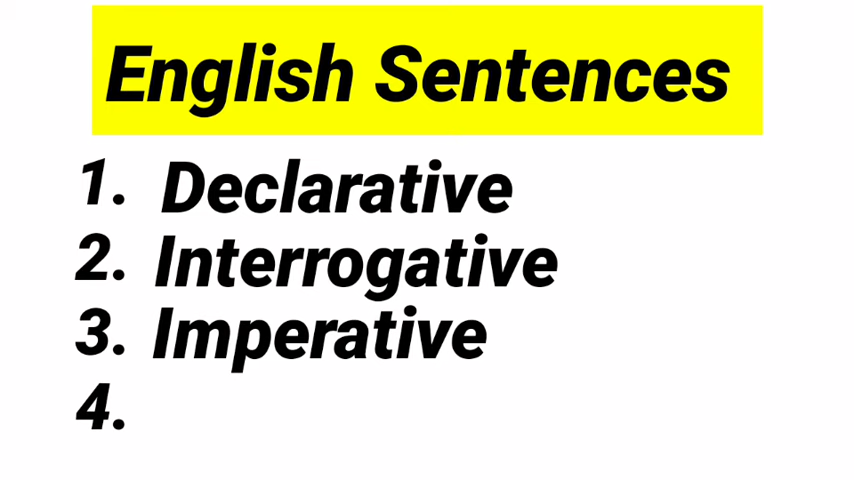 English Sentences
1. Declarative
2. Interrogative
3. Imperative
4.